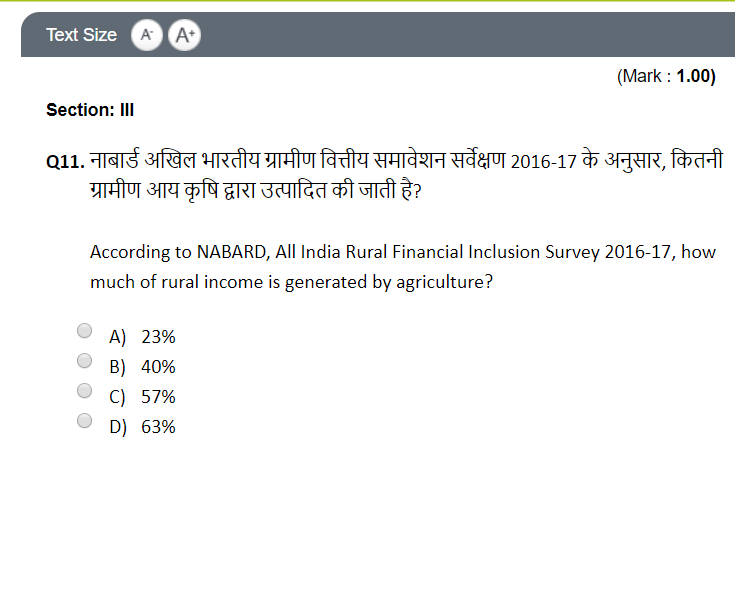 Text Size A- A+
(Mark : 1.00)
Section: III
Q11. नाबार्ड अखिल भारतीय ग्रामीण वित्तीय समावेशन सर्वेक्षण 2016-17 के अनुसार, कितनी
ग्रामीण आय कृषि द्वारा उत्पादित की जाती है?
According to NABARD, All India Rural Financial Inclusion Survey 2016-17, how
much of rural income is generated by agriculture?
A) 23%
B) 40%
C) 57%
D) 63%